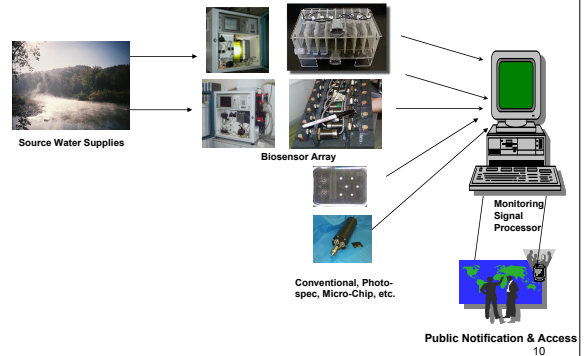 Source Water Supplies
Biosensor Array
Monitoring
Signal
Processor
Conventional, Photo-
spec, Micro-Chip, etc.
Public Notification & Access
10